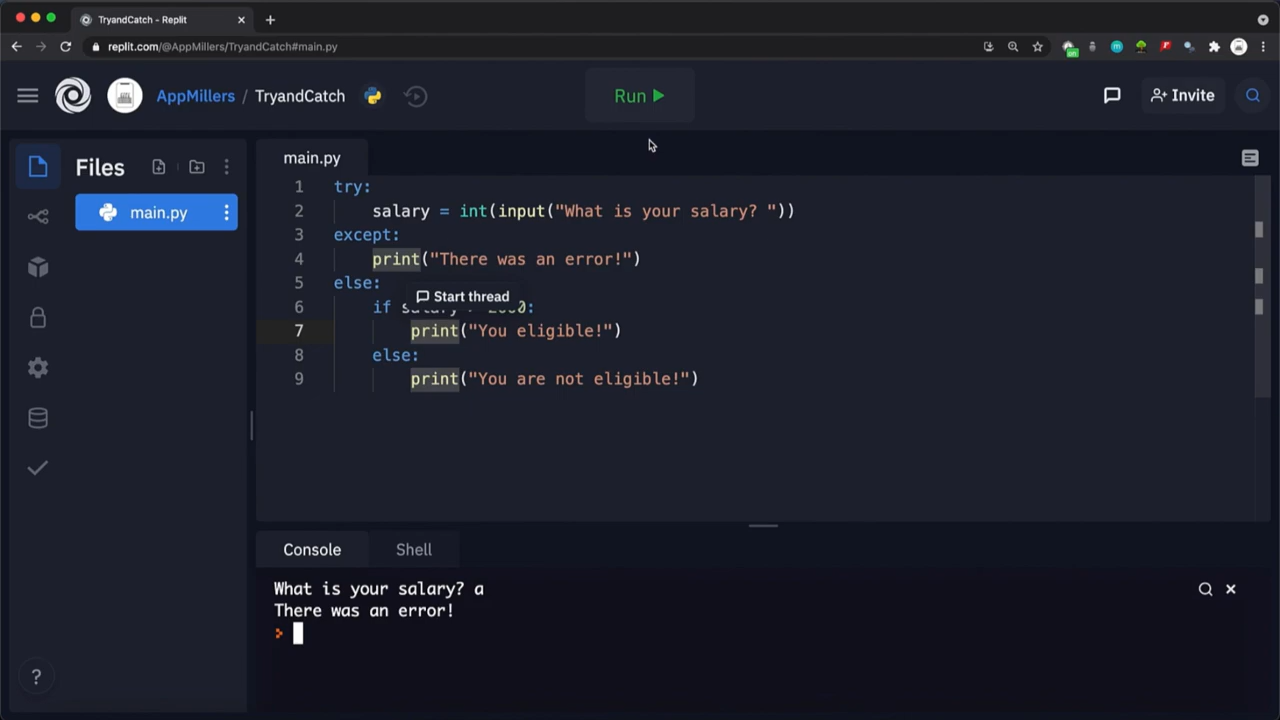 TryandCatch - Replit
replit.com/@AppMillers/TryandCatch#main.py
on
AppMillers / TryandCatch
Run
Invite
Files
main.py
main.py
1 try:
2 salary = int(input("What is your salary? "))
3 except:
4 print("There was an error!")
5 else:
Start thread
6 if
7 print("You eligible!")
8 else:
9 print("You are not eligible!")
Console
Shell
What is your salary? a
There was an error!
>
?